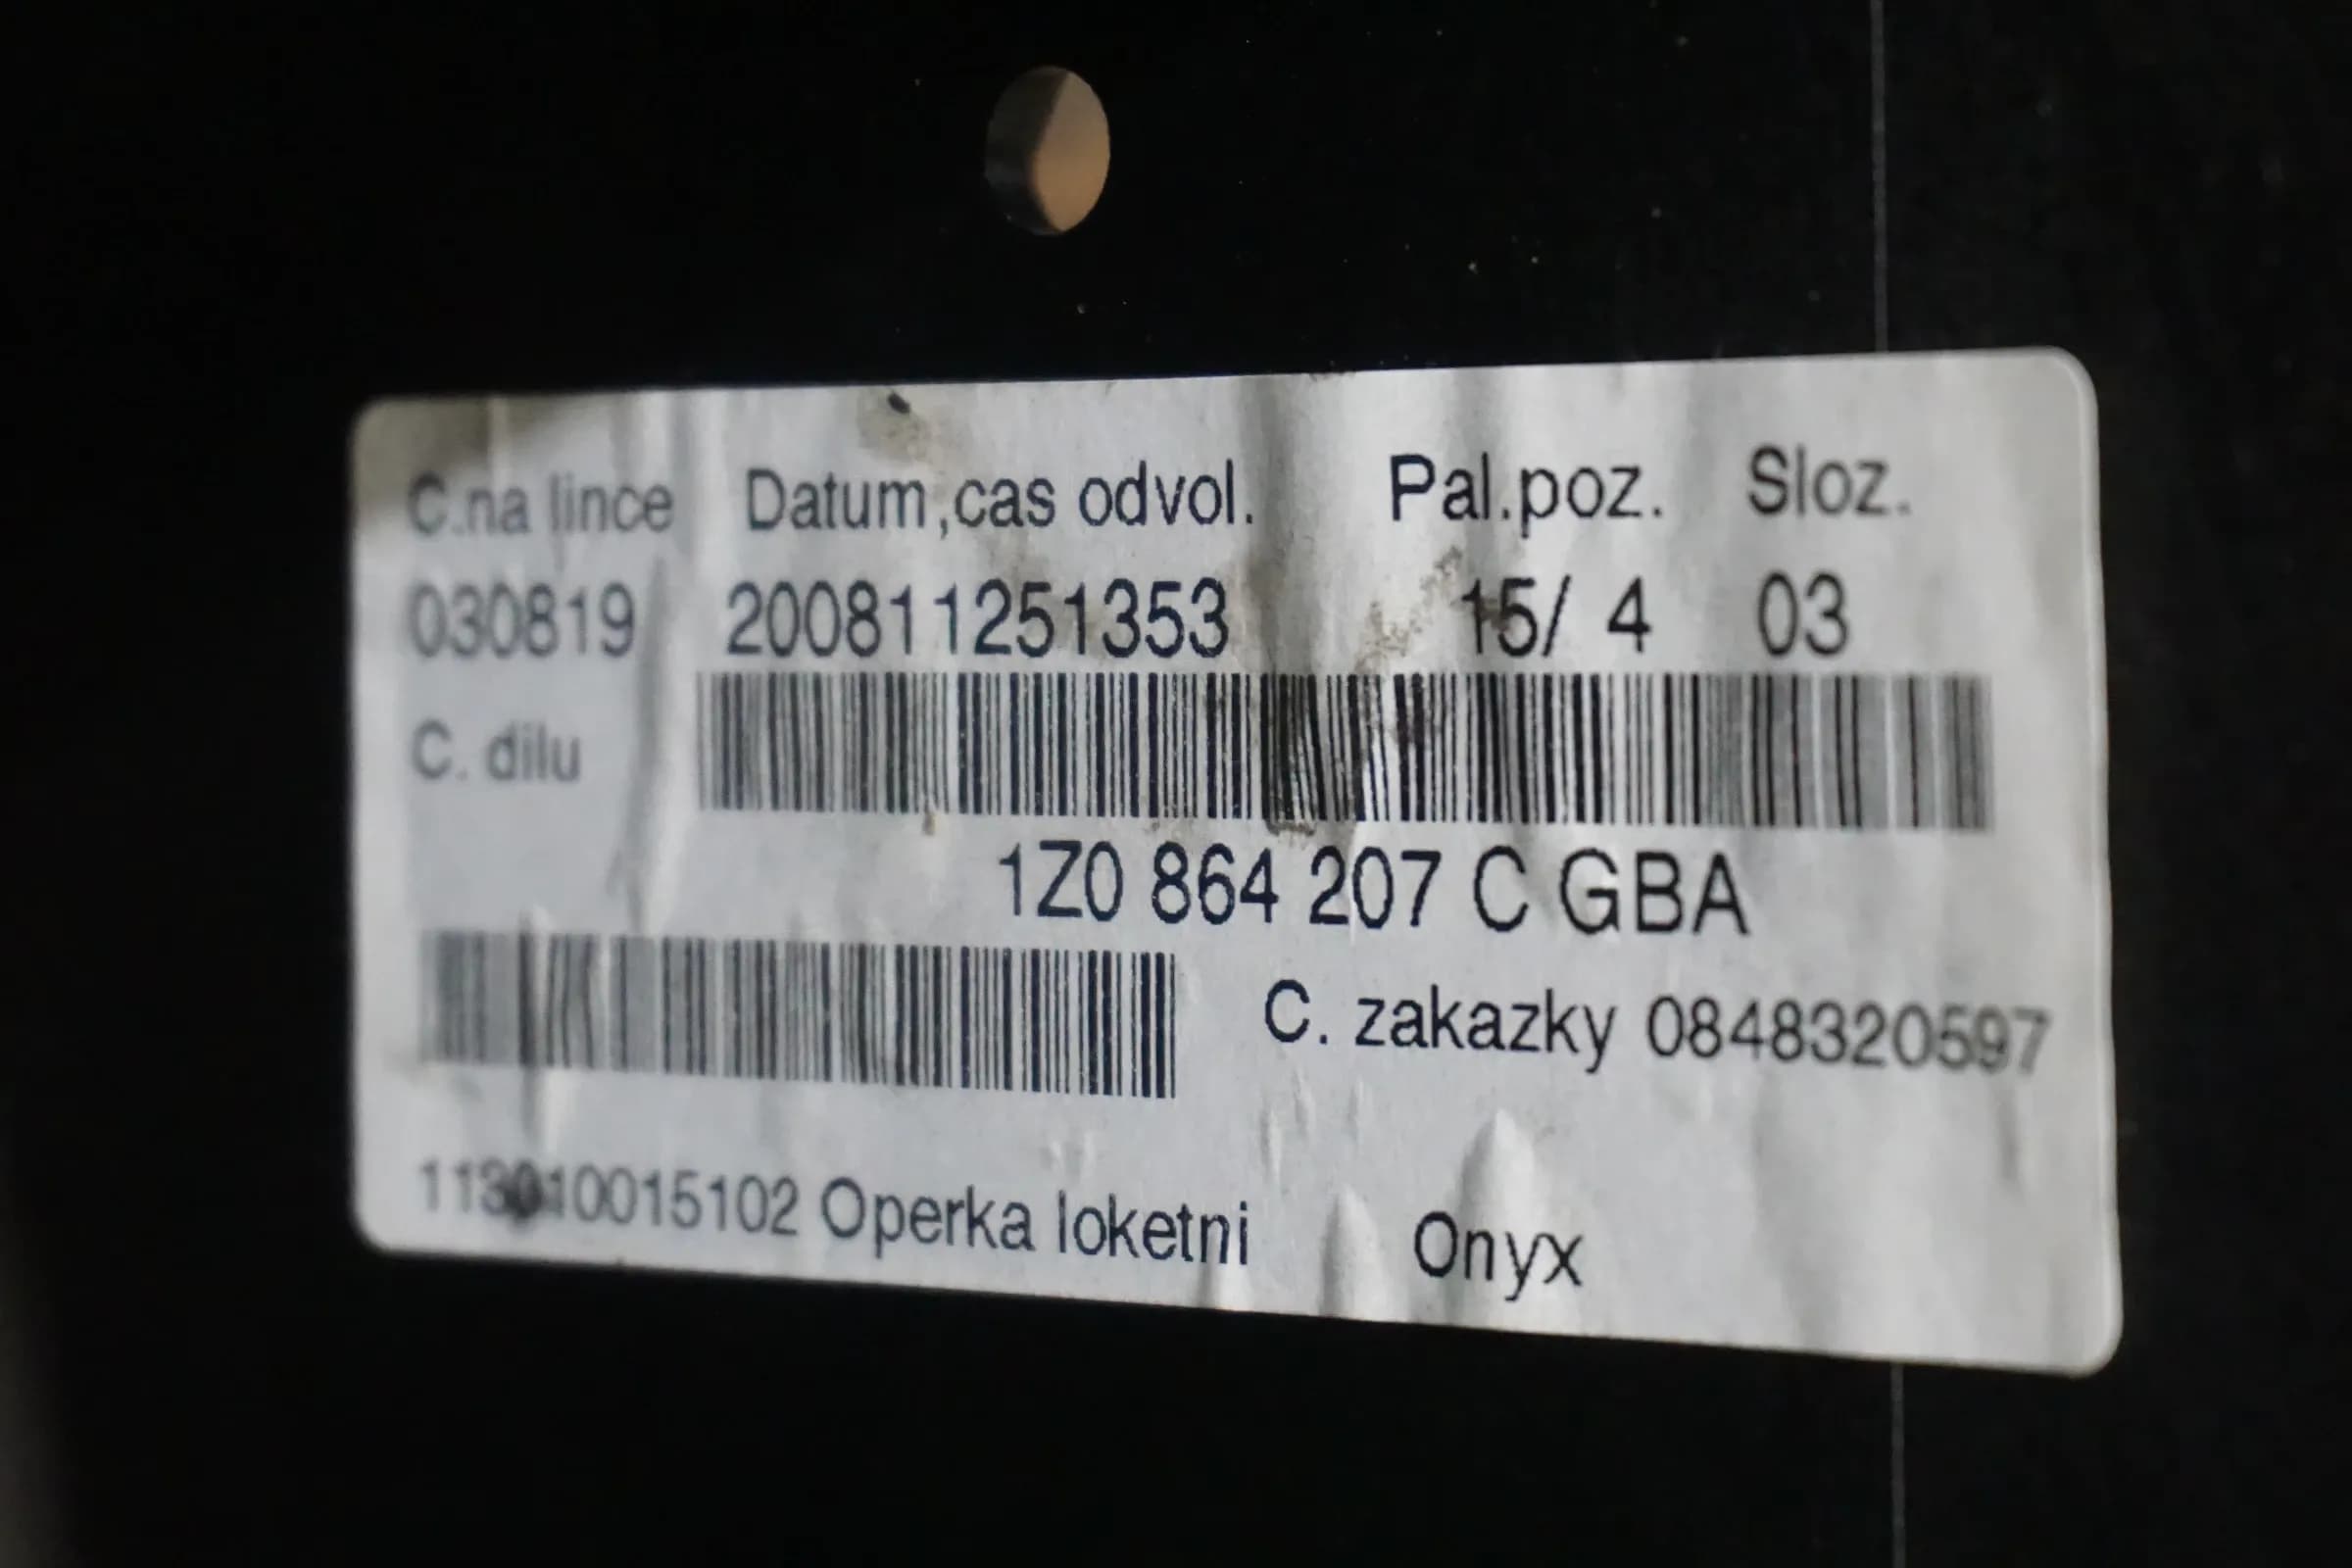 C.na lince Datum,cas odvol. Pal.poz. Sloz.
030819 200811251353 15/ 4 03
C. dilu
1Z0 864 207 C GBA
C. zakazky 0848320597
113010015102 Operka loketni Onyx